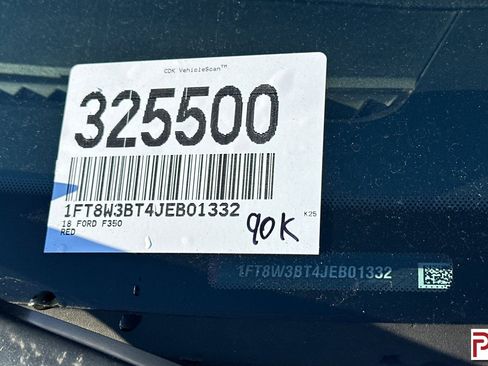 CDK VehicleScan™
325500
1FT8W3BT4JEB01332
18 FORD F350
RED
90K
K25
1FT8W3BT4JEB01332
P